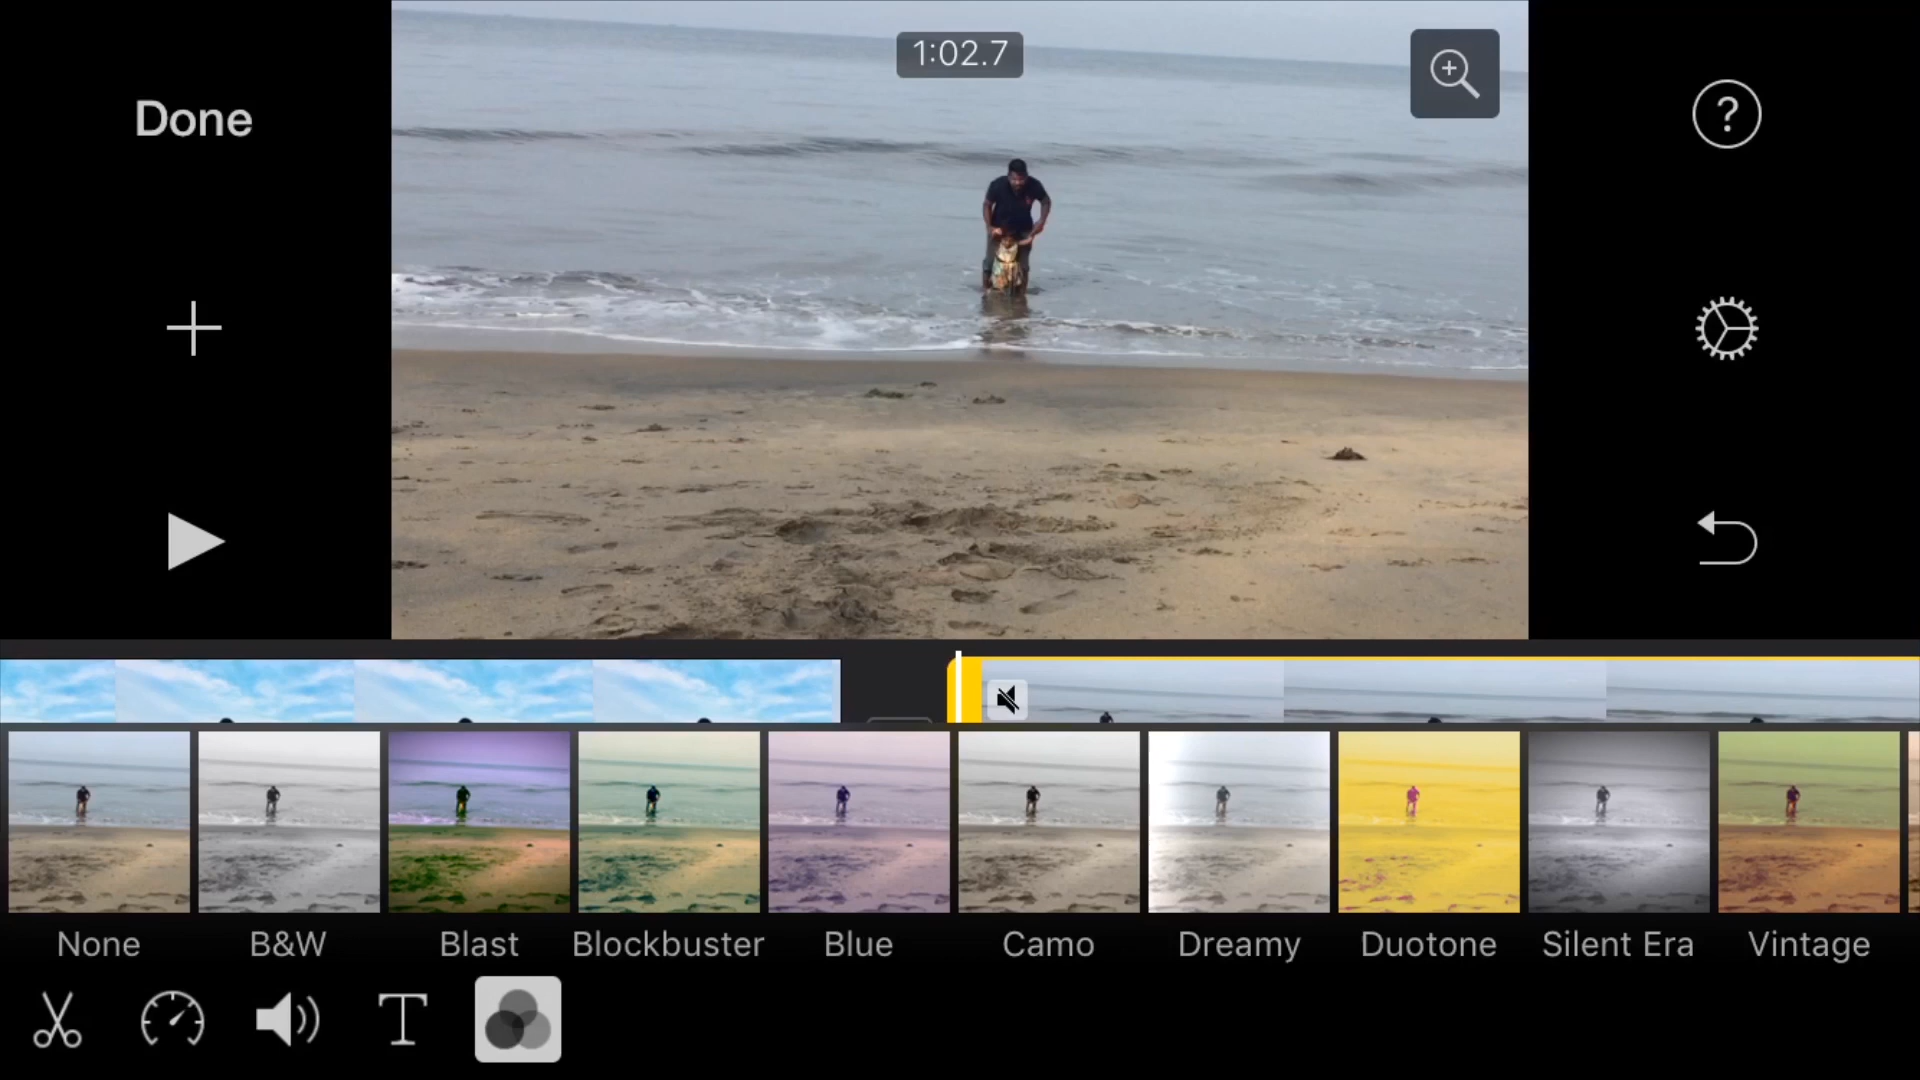 1:02.7
Done
?
None B&W Blast Blockbuster Blue Camo Dreamy Duotone Silent Era Vintage
T